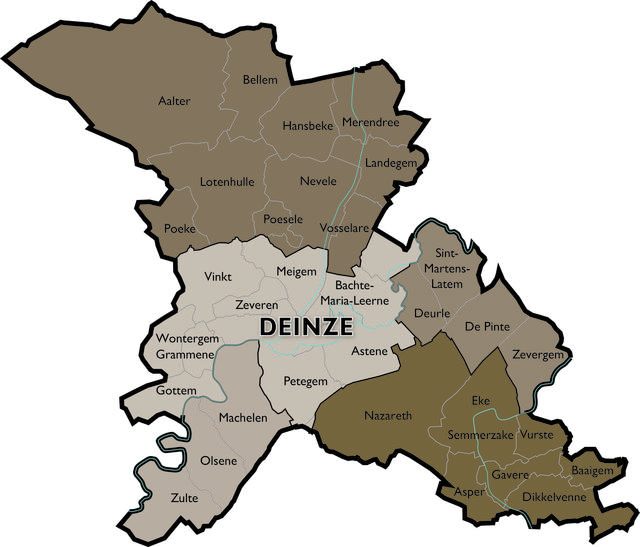 Bellem
Aalter
Hansbeke
Merendree
Landegem
Lotenhulle
Nevele
Poesele
Poeke
Vosselare
Sint-
Martens-
Latem
Vinkt
Meigem
Bachte-
Maria-Leerne
Zeveren
Deurle
De Pinte
DEINZE
Wontergem
Grammene
Astene
Zevergem
Petegem
Gottem
Eke
Nazareth
Machelen
Semmerzake
Vurste
Olsene
Baaigem
Gavere
Asper
Dikkelvenne
Zulte